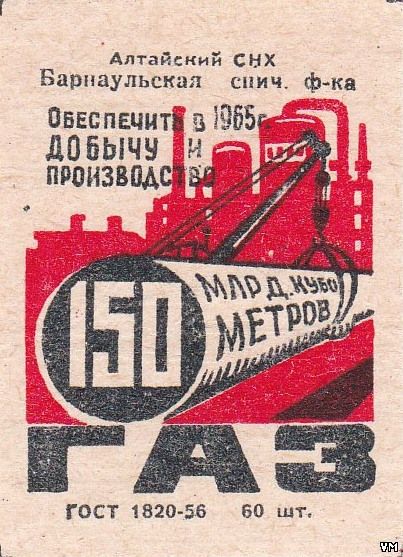 Алтайский СНХ
Барнаульская спич. ф-ка
ОБЕСПЕЧИТЬ В 1965г.
ДОБЫЧУ И
ПРОИЗВОДСТВО
150
МЛРД. КУБО
МЕТРОВ
ГАЗ
ГОСТ 1820-56 60 шт.
VM